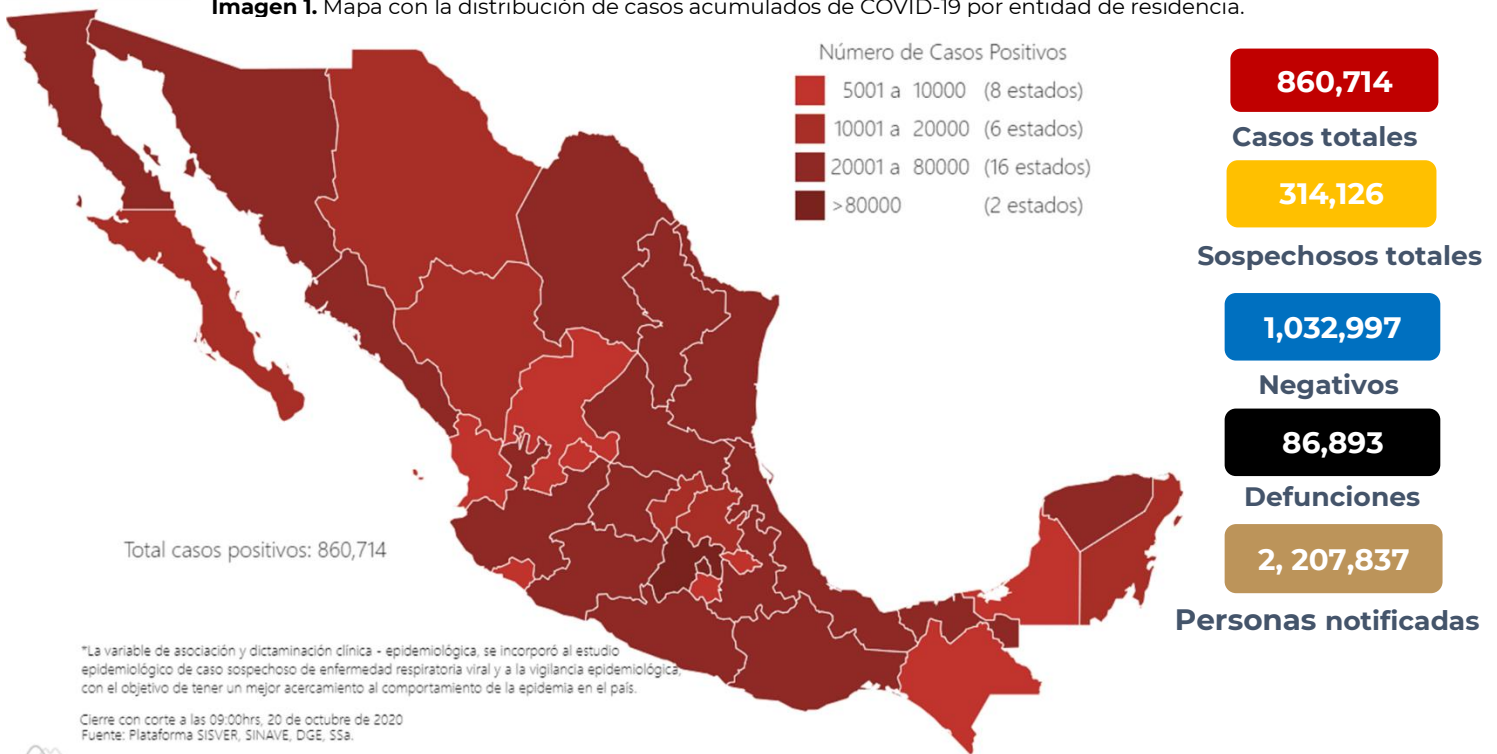 Imagen 1. Mapa con la distribución de casos acumulados de COVID-19 por entidad de residencia.
Número de Casos Positivos
5001 a 10000 (8 estados)
10001 a 20000 (6 estados)
20001 a 80000 (16 estados)
>80000 (2 estados)
860,714
Casos totales
314,126
Sospechosos totales
1,032,997
Negativos
86,893
Defunciones
2, 207,837
Personas notificadas
Total casos positivos: 860,714
*La variable de asociación y dictaminación clínica - epidemiológica, se incorporó al estudio
epidemiológico de caso sospechoso de enfermedad respiratoria viral y a la vigilancia epidemiológica,
con el objetivo de tener un mejor acercamiento al comportamiento de la epidemia en el país.
Cierre con corte a las 09:00hrs, 20 de octubre de 2020
Fuente: Plataforma SISVER, SINAVE, DGE, SSa.